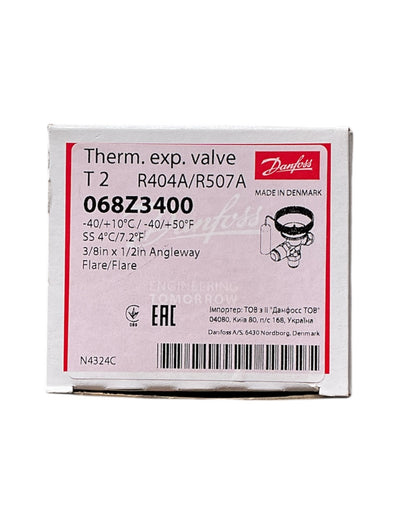 Therm. exp. valve
T 2 R404A/R507A
068Z3400
-40/+10°C / -40/+50°F
SS 4°C/7.2°F
3/8in x 1/2in Angleway
Flare/Flare
Danfoss
MADE IN DENMARK
Danfoss
ENGINEERING
TOMORROW
EAC
Імпортер: ТОВ з ІІ "Данфосс ТОВ"
04080, Київ 80, п/с 168, Україна
Danfoss A/S, 6430 Nordborg, Denmark
N4324C